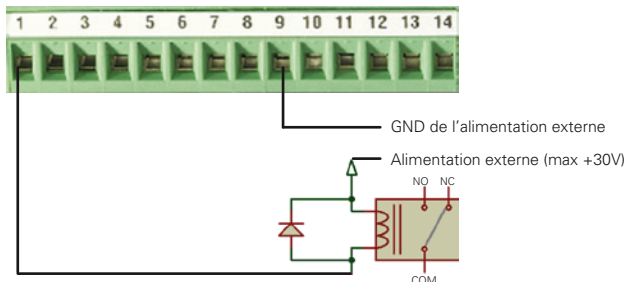 1 2 3 4 5 6 7 8 9 10 11 12 13 14
GND de l'alimentation externe
Alimentation externe (max +30V)
NO NC
COM